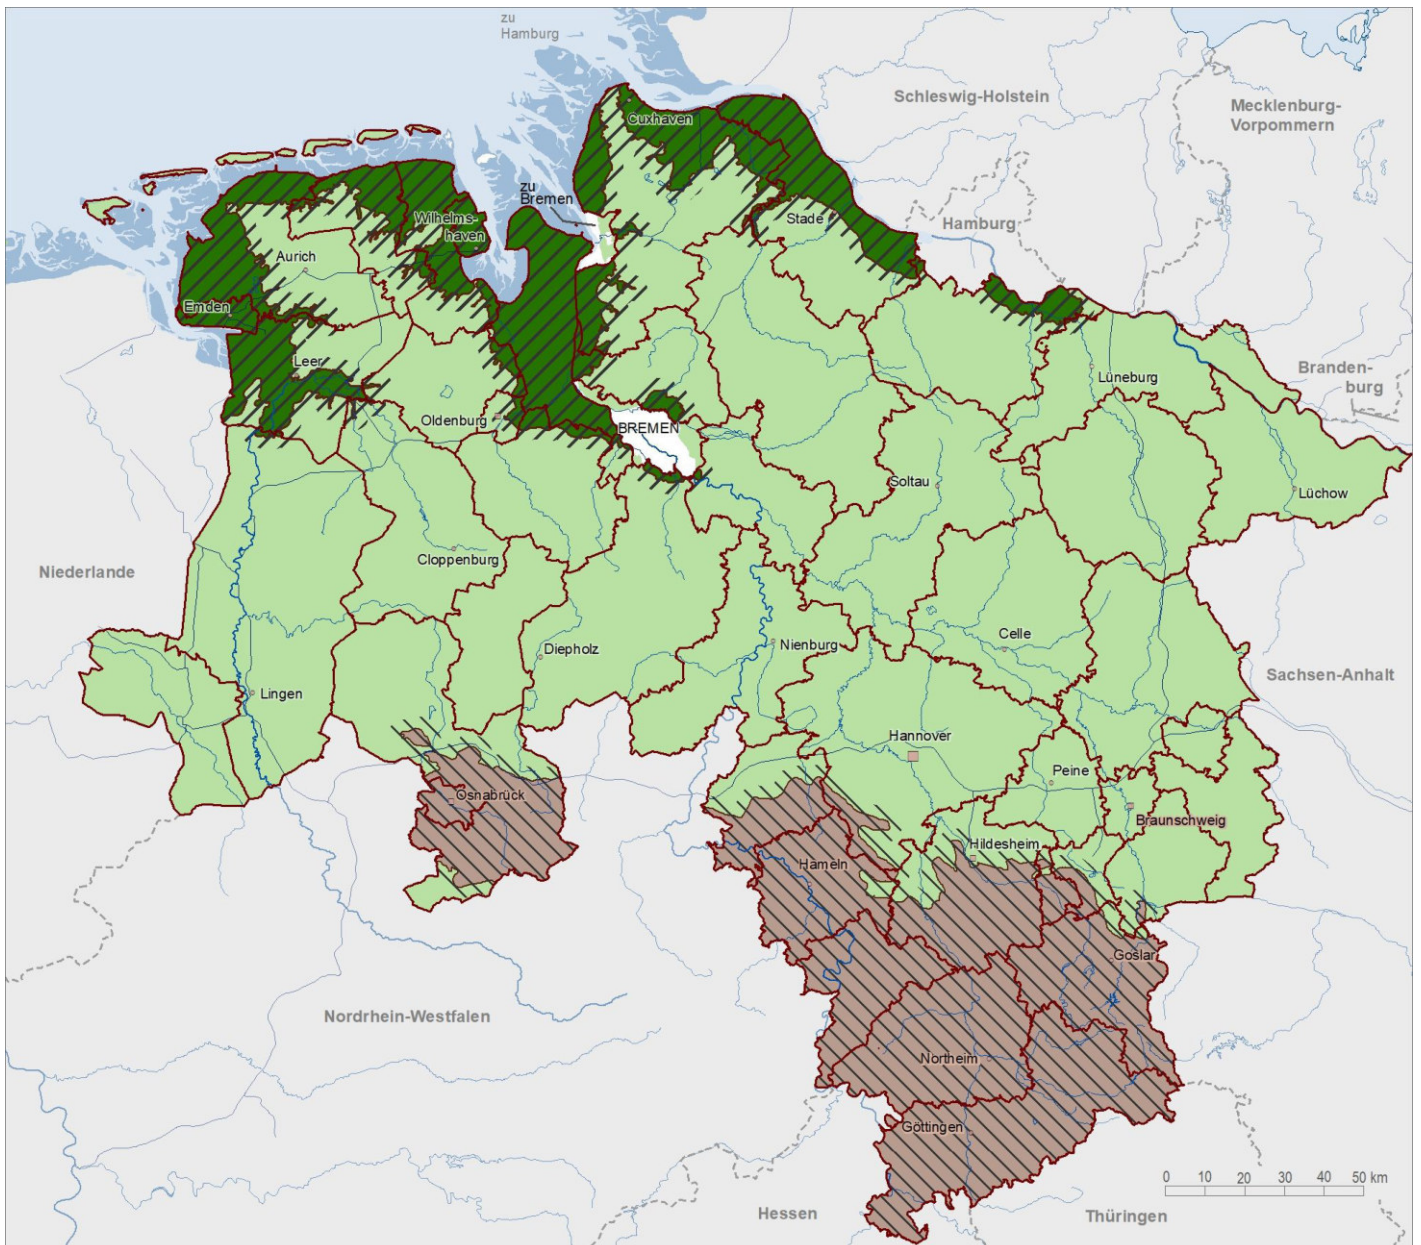 zu
Hamburg
Schleswig-Holstein
Mecklenburg-
Vorpommern
Cuxhaven
zu
Bremen
Wilhelms-
haven
Stade
Hamburg
Aurich
Emden
Leer
Lüneburg
Branden-
burg
Oldenburg
BREMEN
Soltau
Lüchow
Cloppenburg
Niederlande
Celle
Nienburg
Diepholz
Sachsen-Anhalt
Lingen
Hannover
Peine
Osnabrück
Braunschweig
Hildesheim
Hameln
Goslar
Nordrhein-Westfalen
Northeim
Göttingen
0 10 20 30 40 50 km
Hessen
Thüringen